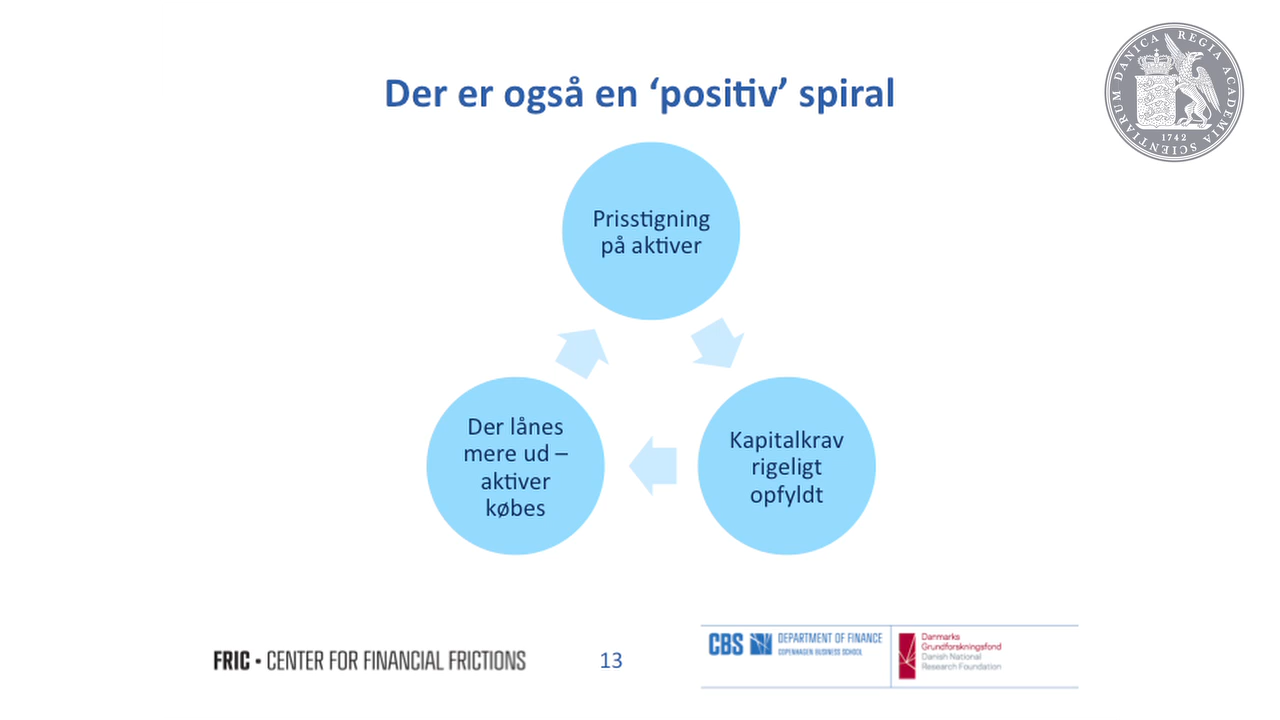 Der er også en ‘positiv’ spiral
REGIA ACADEMIA SCIENTIARUM DANICA
1742
Prisstigning
på aktiver
Der lånes
mere ud –
aktiver
købes
Kapitalkrav
rigeligt
opfyldt
FRIC • CENTER FOR FINANCIAL FRICTIONS
13
CBS
DEPARTMENT OF FINANCE
COPENHAGEN BUSINESS SCHOOL
Danmarks
Grundforskningsfond
Danish National
Research Foundation